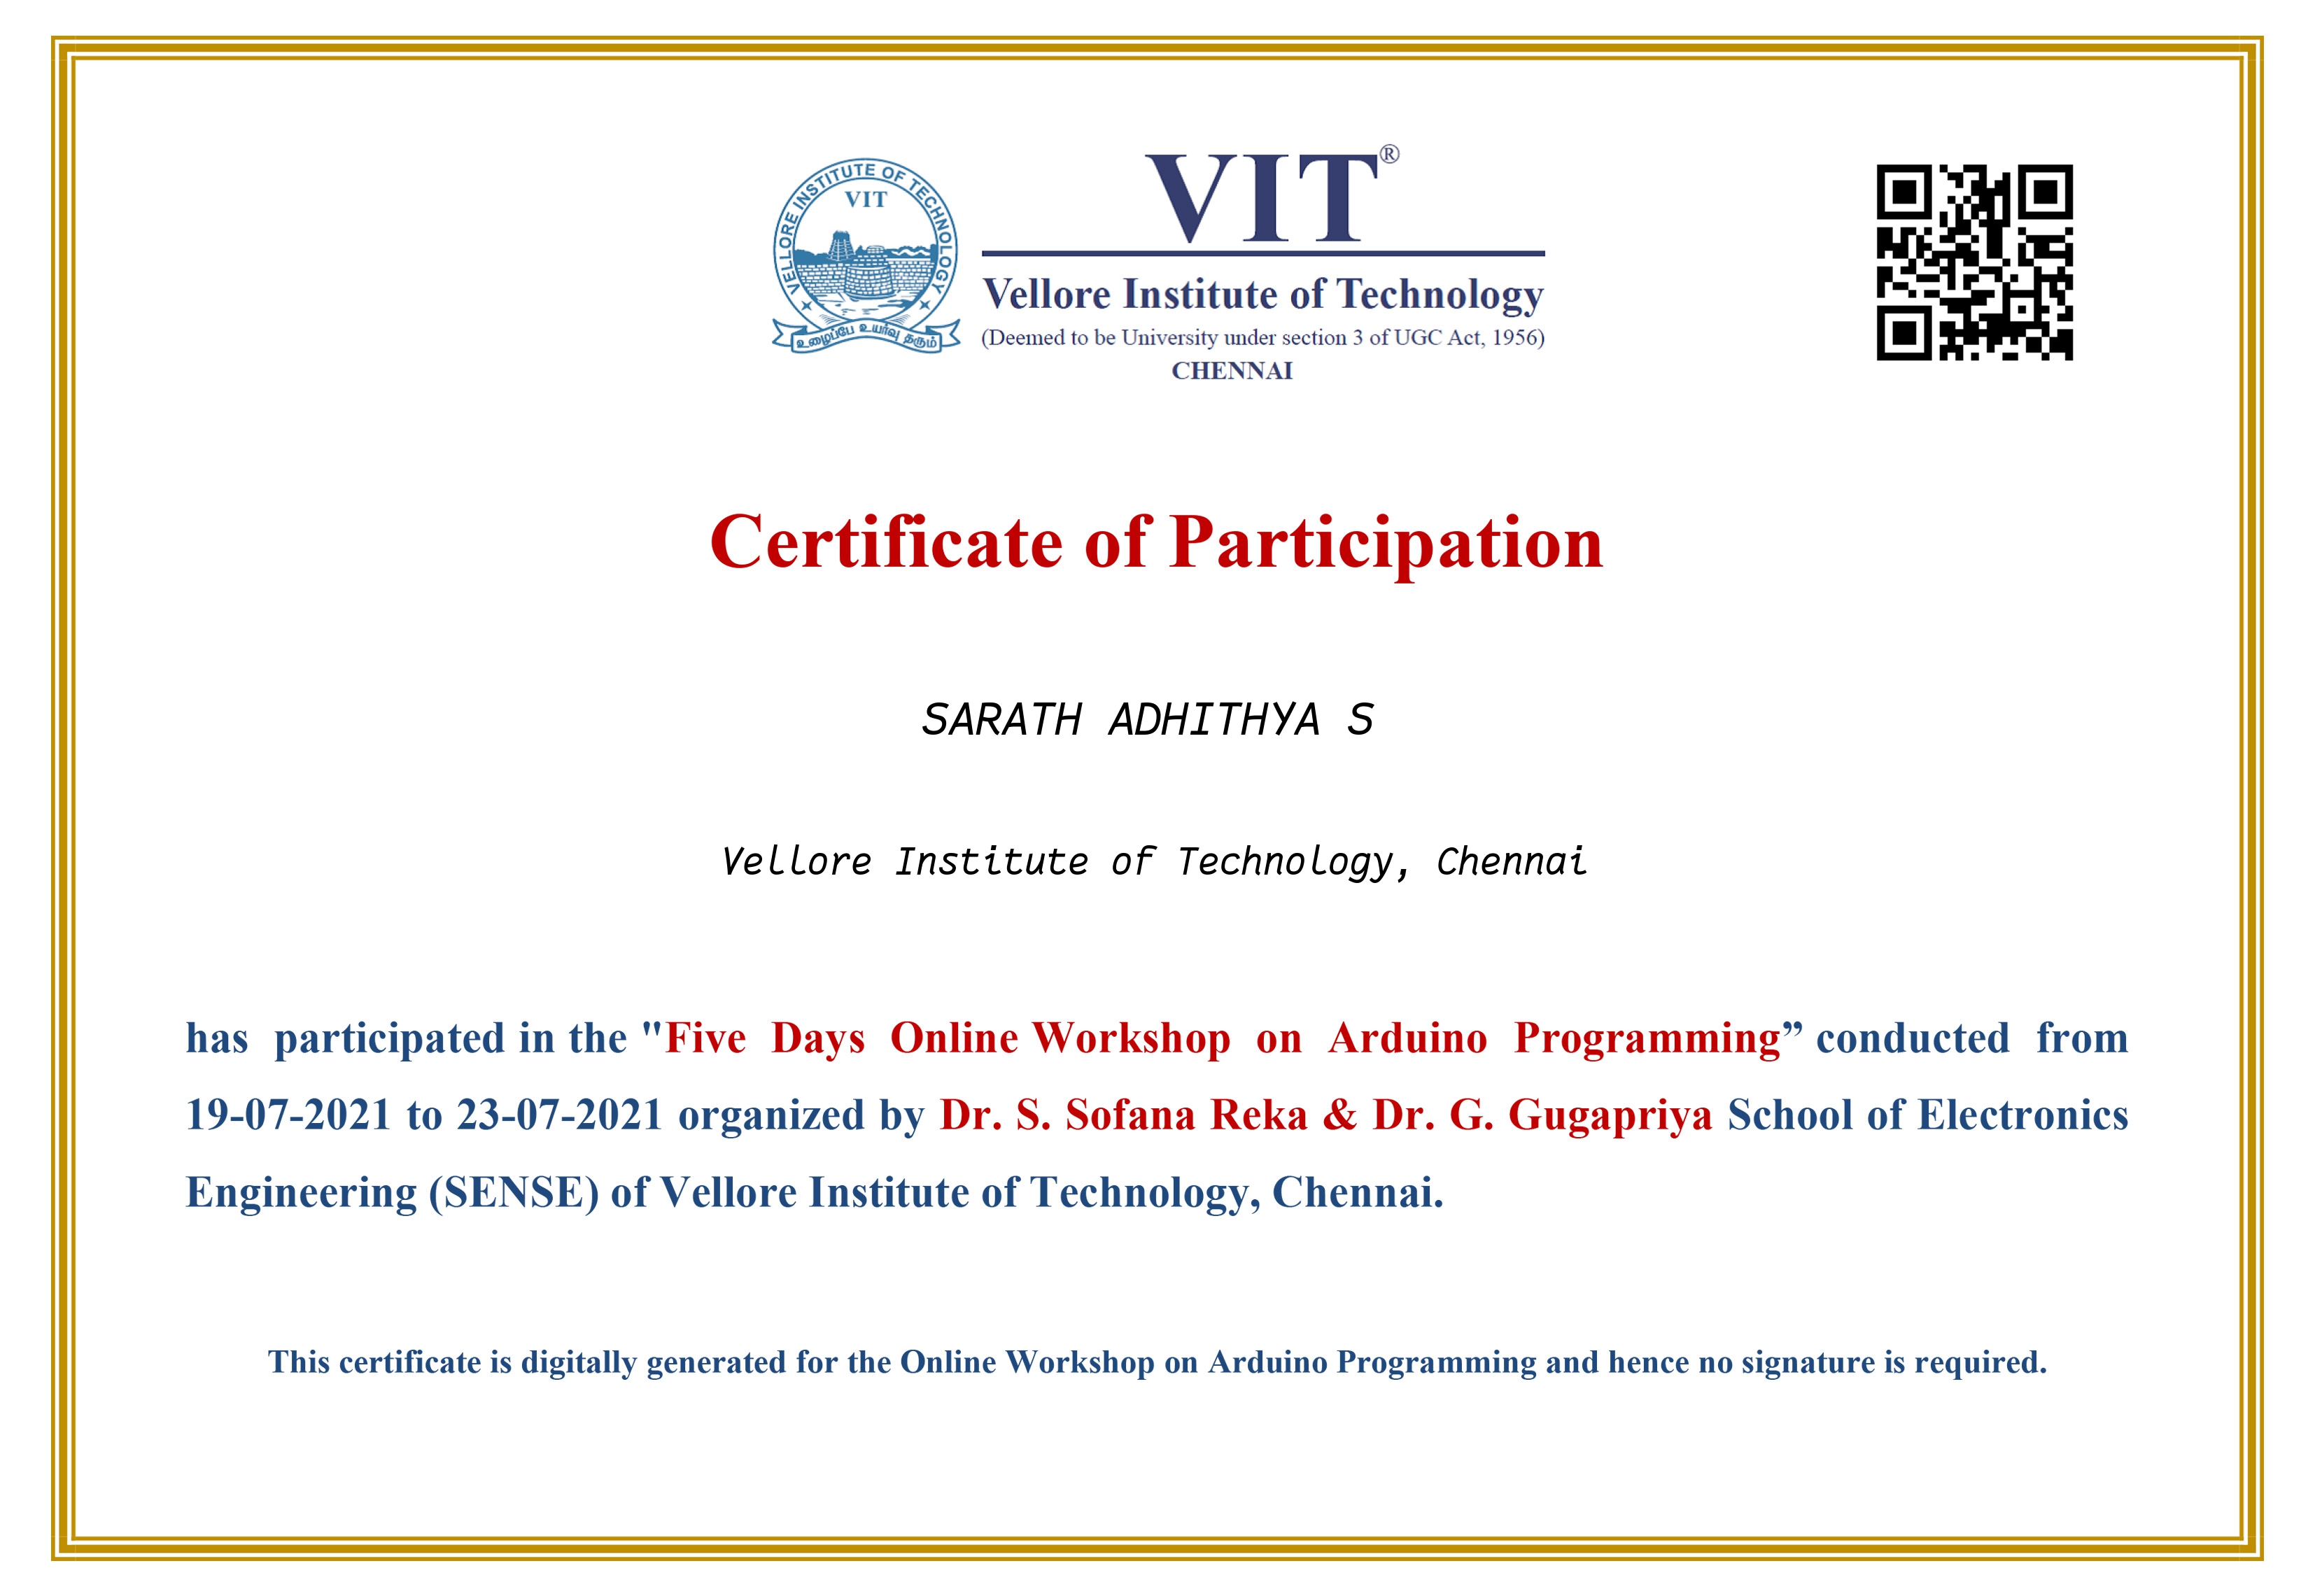 VELLORE INSTITUTE OF TECHNOLOGY
VIT
உழைப்பே உயர்வு தரும்
VIT®
Vellore Institute of Technology
(Deemed to be University under section 3 of UGC Act, 1956)
CHENNAI
Certificate of Participation
SARATH ADHITHYA S
Vellore Institute of Technology, Chennai
has participated in the "Five Days Online Workshop on Arduino Programming” conducted from
19-07-2021 to 23-07-2021 organized by Dr. S. Sofana Reka & Dr. G. Gugapriya School of Electronics
Engineering (SENSE) of Vellore Institute of Technology, Chennai.
This certificate is digitally generated for the Online Workshop on Arduino Programming and hence no signature is required.